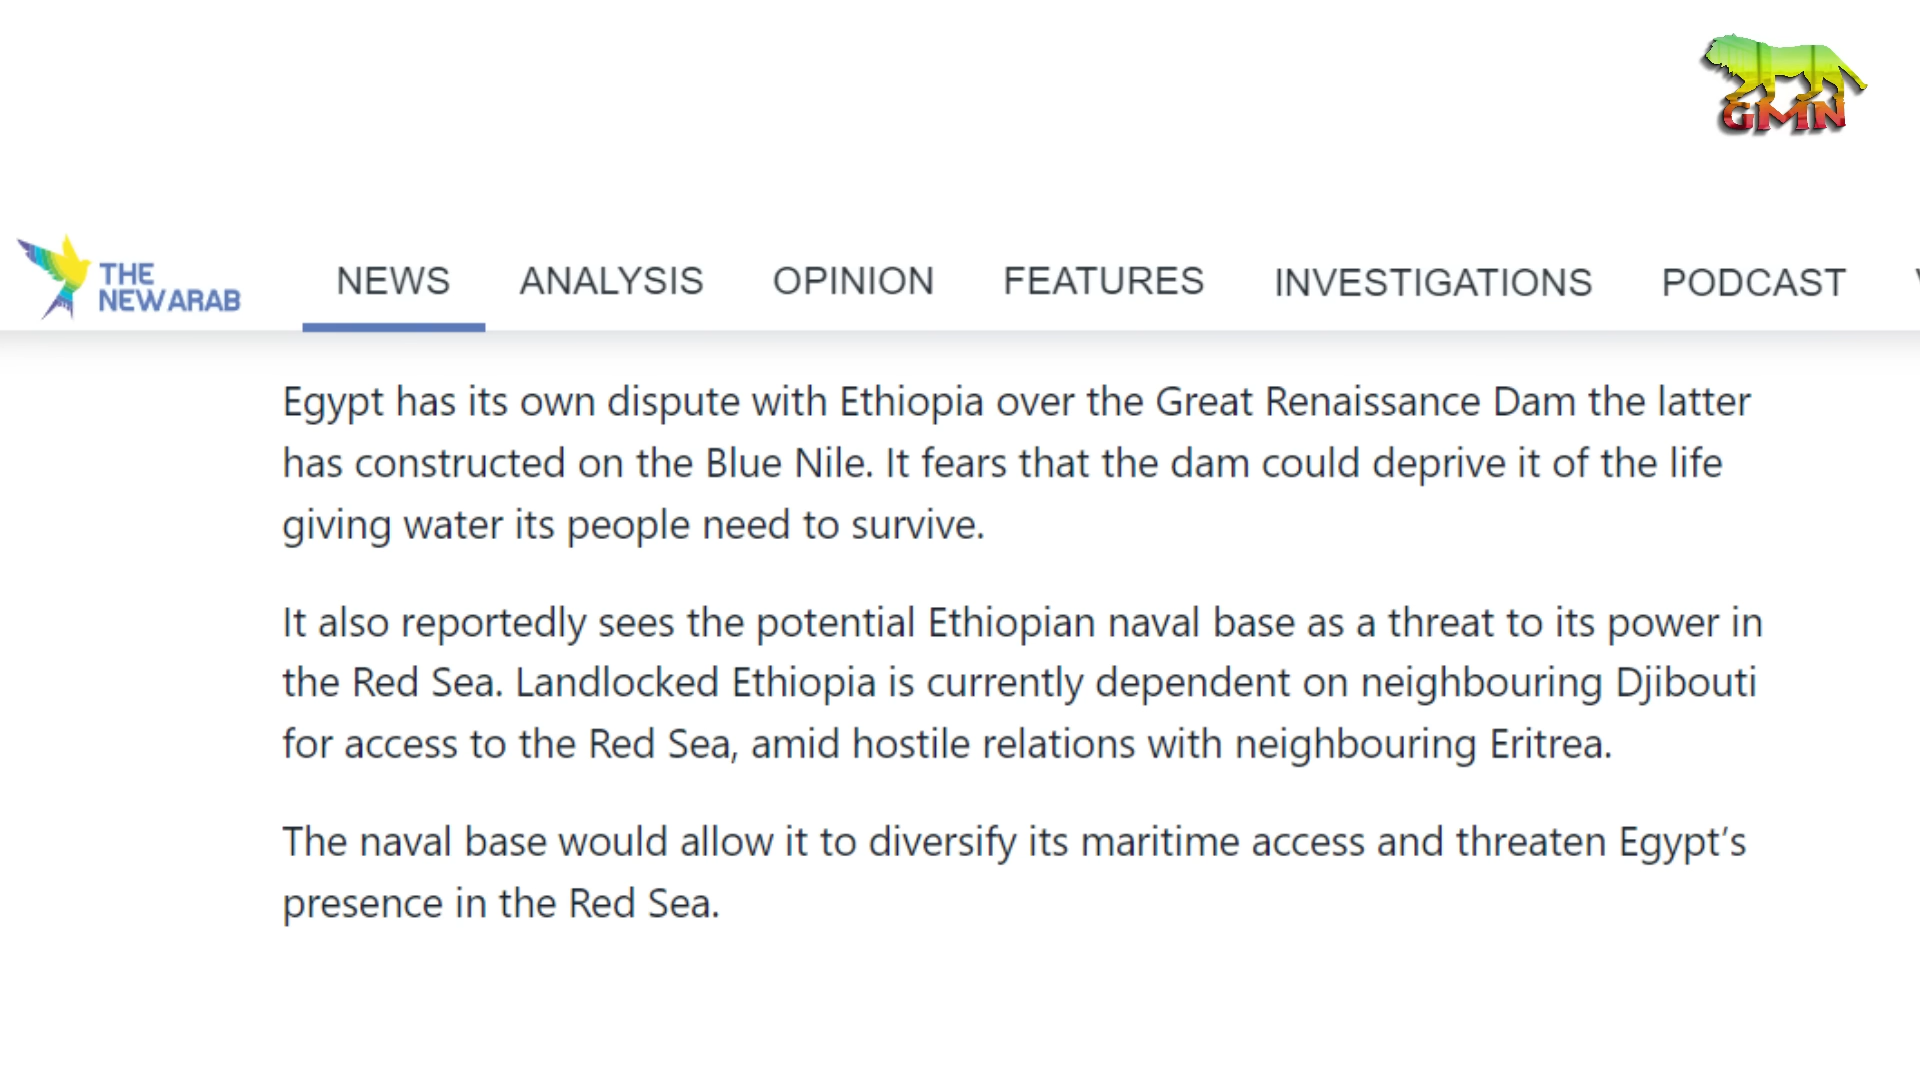 GMN
THE
NEW ARAB
NEWS ANALYSIS OPINION FEATURES INVESTIGATIONS PODCAST
Egypt has its own dispute with Ethiopia over the Great Renaissance Dam the latter
has constructed on the Blue Nile. It fears that the dam could deprive it of the life
giving water its people need to survive.
It also reportedly sees the potential Ethiopian naval base as a threat to its power in
the Red Sea. Landlocked Ethiopia is currently dependent on neighbouring Djibouti
for access to the Red Sea, amid hostile relations with neighbouring Eritrea.
The naval base would allow it to diversify its maritime access and threaten Egypt’s
presence in the Red Sea.